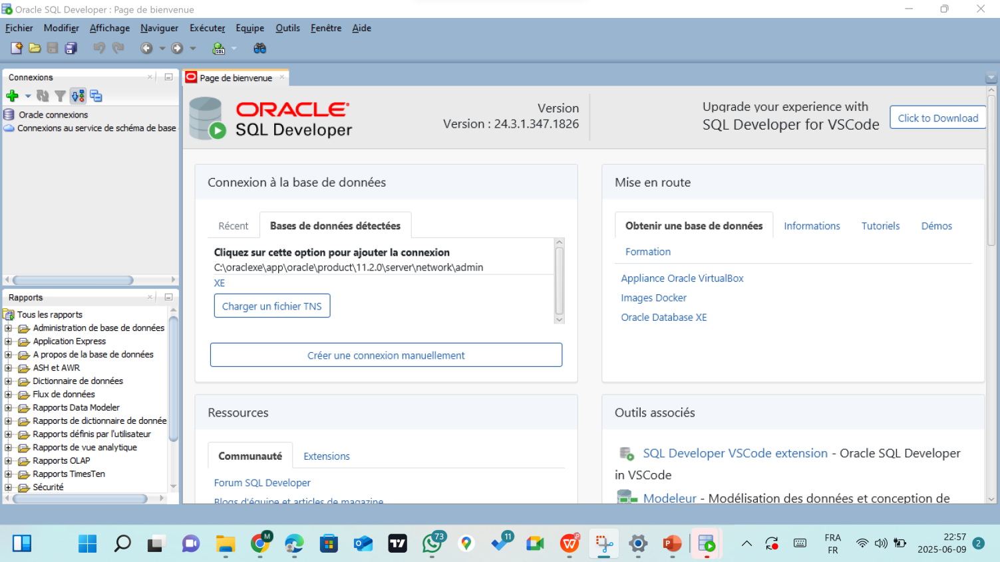 Oracle SQL Developer : Page de bienvenue
Fichier Modifier Affichage Naviguer Exécuter Equipe Outils Fenêtre Aide
SQL
Connexions
Oracle connexions
Connexions au service de schéma de base
Rapports
Tous les rapports
Administration de base de données
Application Express
A propos de la base de données
ASH et AWR
Dictionnaire de données
Flux de données
Rapports Data Modeler
Rapports de dictionnaire de donnée
Rapports définis par l'utilisateur
Rapports de vue analytique
Rapports OLAP
Rapports TimesTen
Sécurité
Page de bienvenue
ORACLE
SQL Developer
Version
Version : 24.3.1.347.1826
Upgrade your experience with
SQL Developer for VSCode
Click to Download
Connexion à la base de données
Récent Bases de données détectées
Cliquez sur cette option pour ajouter la connexion
C:\oraclexe\app\oracle\product\11.2.0\server\network\admin
XE
Charger un fichier TNS
Créer une connexion manuellement
Mise en route
Obtenir une base de données Informations Tutoriels Démos
Formation
Appliance Oracle VirtualBox
Images Docker
Oracle Database XE
Ressources
Communauté Extensions
Forum SQL Developer
Blogs d'équipe et articles de magazine
Outils associés
SQL Developer VSCode extension - Oracle SQL Developer
in VSCode
Modeleur - Modélisation des données et conception de
M 73 11 W P P
FRA
FR
22:57
2025-06-09
2